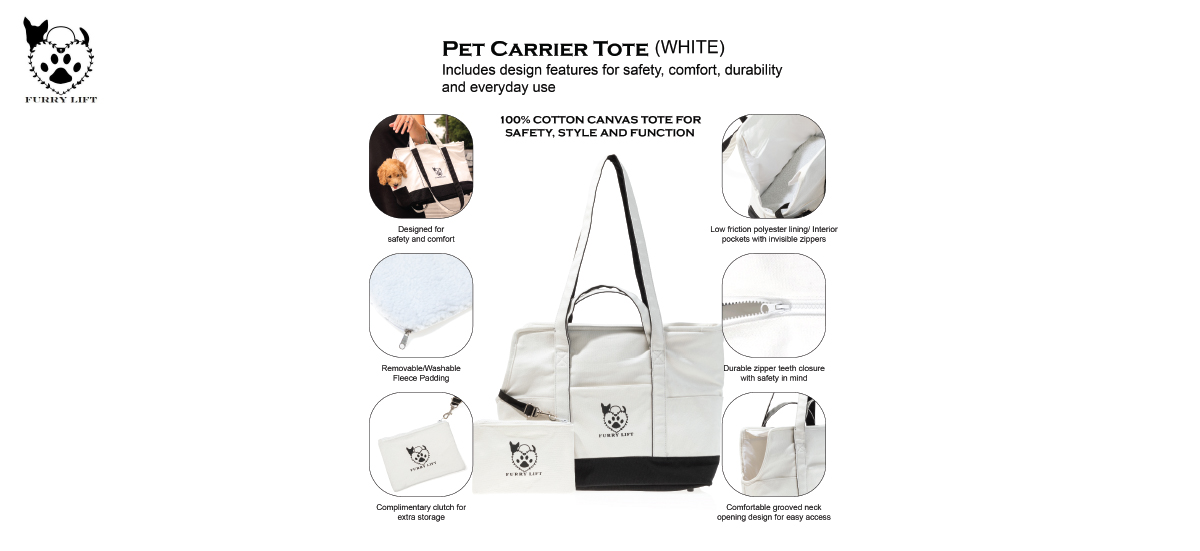 FURRY LIFT
PET CARRIER TOTE (WHITE)
Includes design features for safety, comfort, durability
and everyday use
100% COTTON CANVAS TOTE FOR
SAFETY, STYLE AND FUNCTION
Designed for
safety and comfort
Low friction polyester lining/ Interior
pockets with invisible zippers
Removable/Washable
Fleece Padding
Durable zipper teeth closure
with safety in mind
FURRY LIFT
FURRY LIFT
FURRY LIFT
Complimentary clutch for
extra storage
Comfortable grooved neck
opening design for easy access